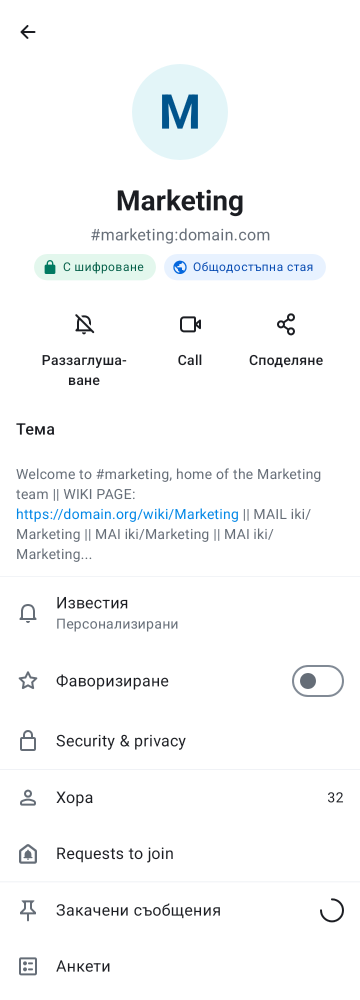 M
Marketing
#marketing:domain.com
С шифроване
Общодостъпна стая
Раззаглуша-
ване
Call
Споделяне
Тема
Welcome to #marketing, home of the Marketing
team || WIKI PAGE:
https://domain.org/wiki/Marketing || MAIL iki/
Marketing || MAI iki/Marketing || MAI iki/
Marketing...
Известия
Персонализирани
Фаворизиране
Security & privacy
Хора
32
Requests to join
Закачени съобщения
Анкети